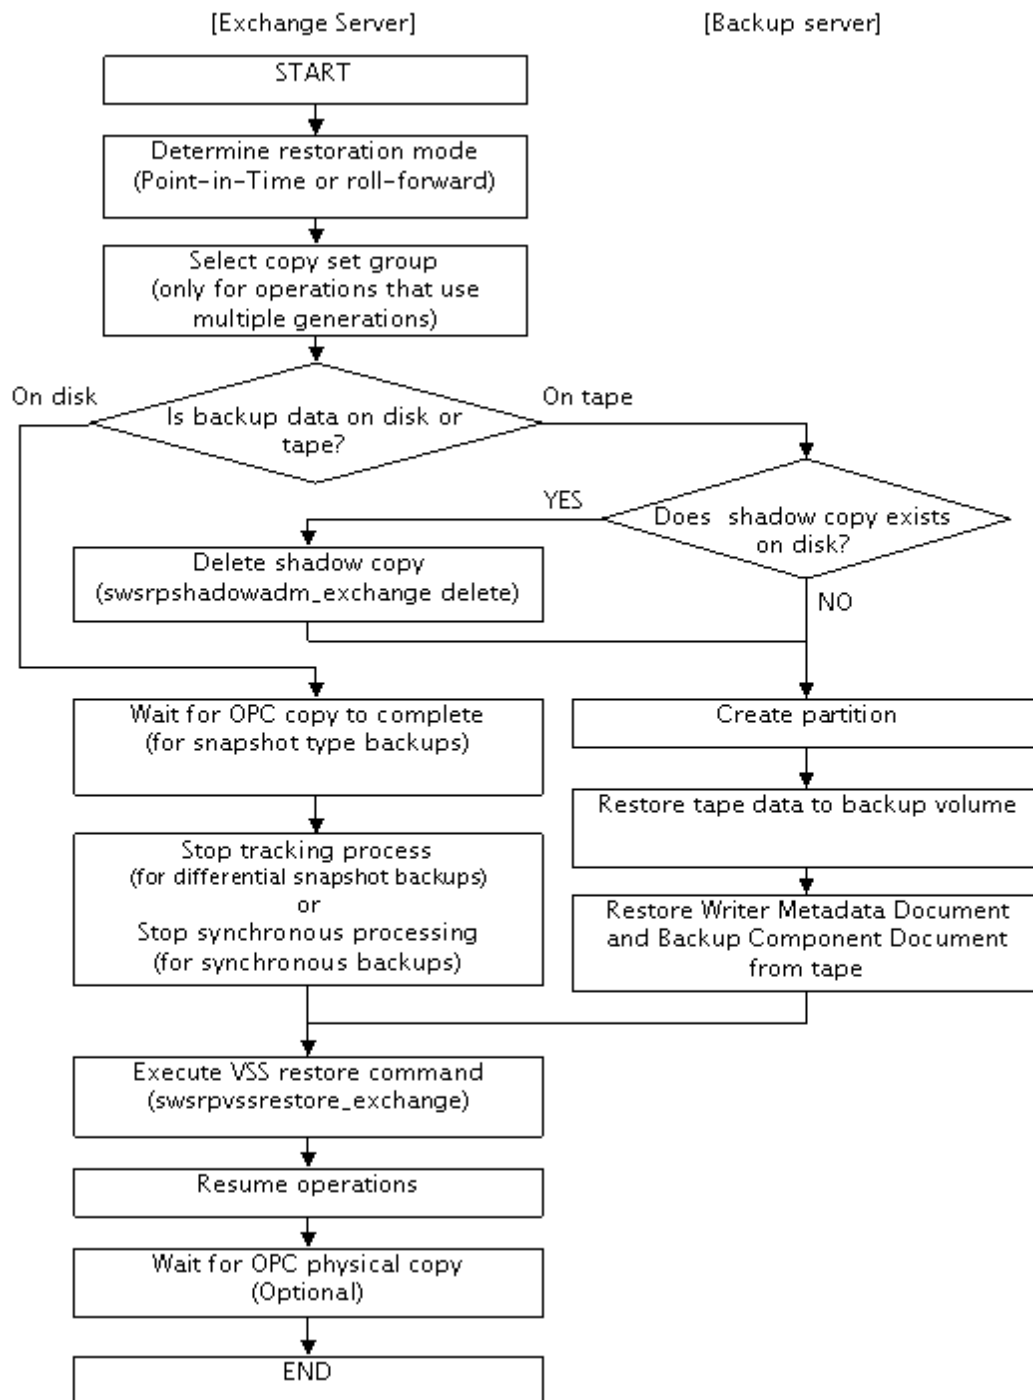 [Exchange Server]
[Backup server]
START
Determine restoration mode
(Point-in-Time or roll-forward)
Select copy set group
(only for operations that use
multiple generations)
On disk
On tape
Is backup data on disk or
tape?
YES
Does shadow copy exists
on disk?
Delete shadow copy
(swsrpshadowadm_exchange delete)
NO
Wait for OPC copy to complete
(for snapshot type backups)
Create partition
Restore tape data to backup volume
Stop tracking process
(for differential snapshot backups)
or
Stop synchronous processing
(for synchronous backups)
Restore Writer Metadata Document
and Backup Component Document
from tape
Execute VSS restore command
(swsrpvssrestore_exchange)
Resume operations
Wait for OPC physical copy
(Optional)
END